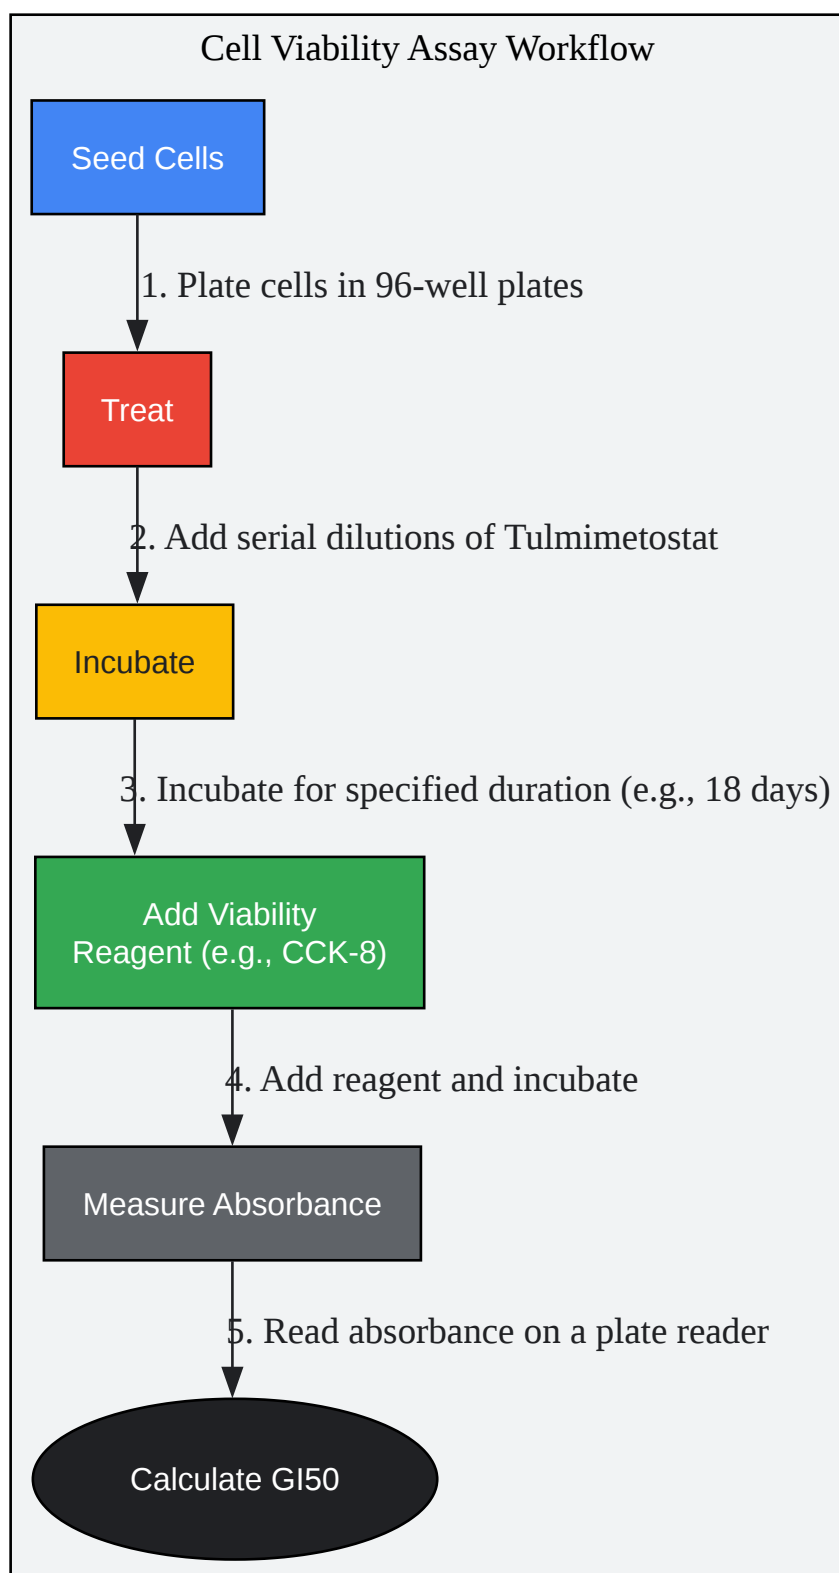 Cell Viability Assay Workflow
Seed Cells
1. Plate cells in 96-well plates
Treat
2. Add serial dilutions of Tulmimetostat
Incubate
3. Incubate for specified duration (e.g., 18 days)
Add Viability
Reagent (e.g., CCK-8)
4. Add reagent and incubate
Measure Absorbance
5. Read absorbance on a plate reader
Calculate GI50